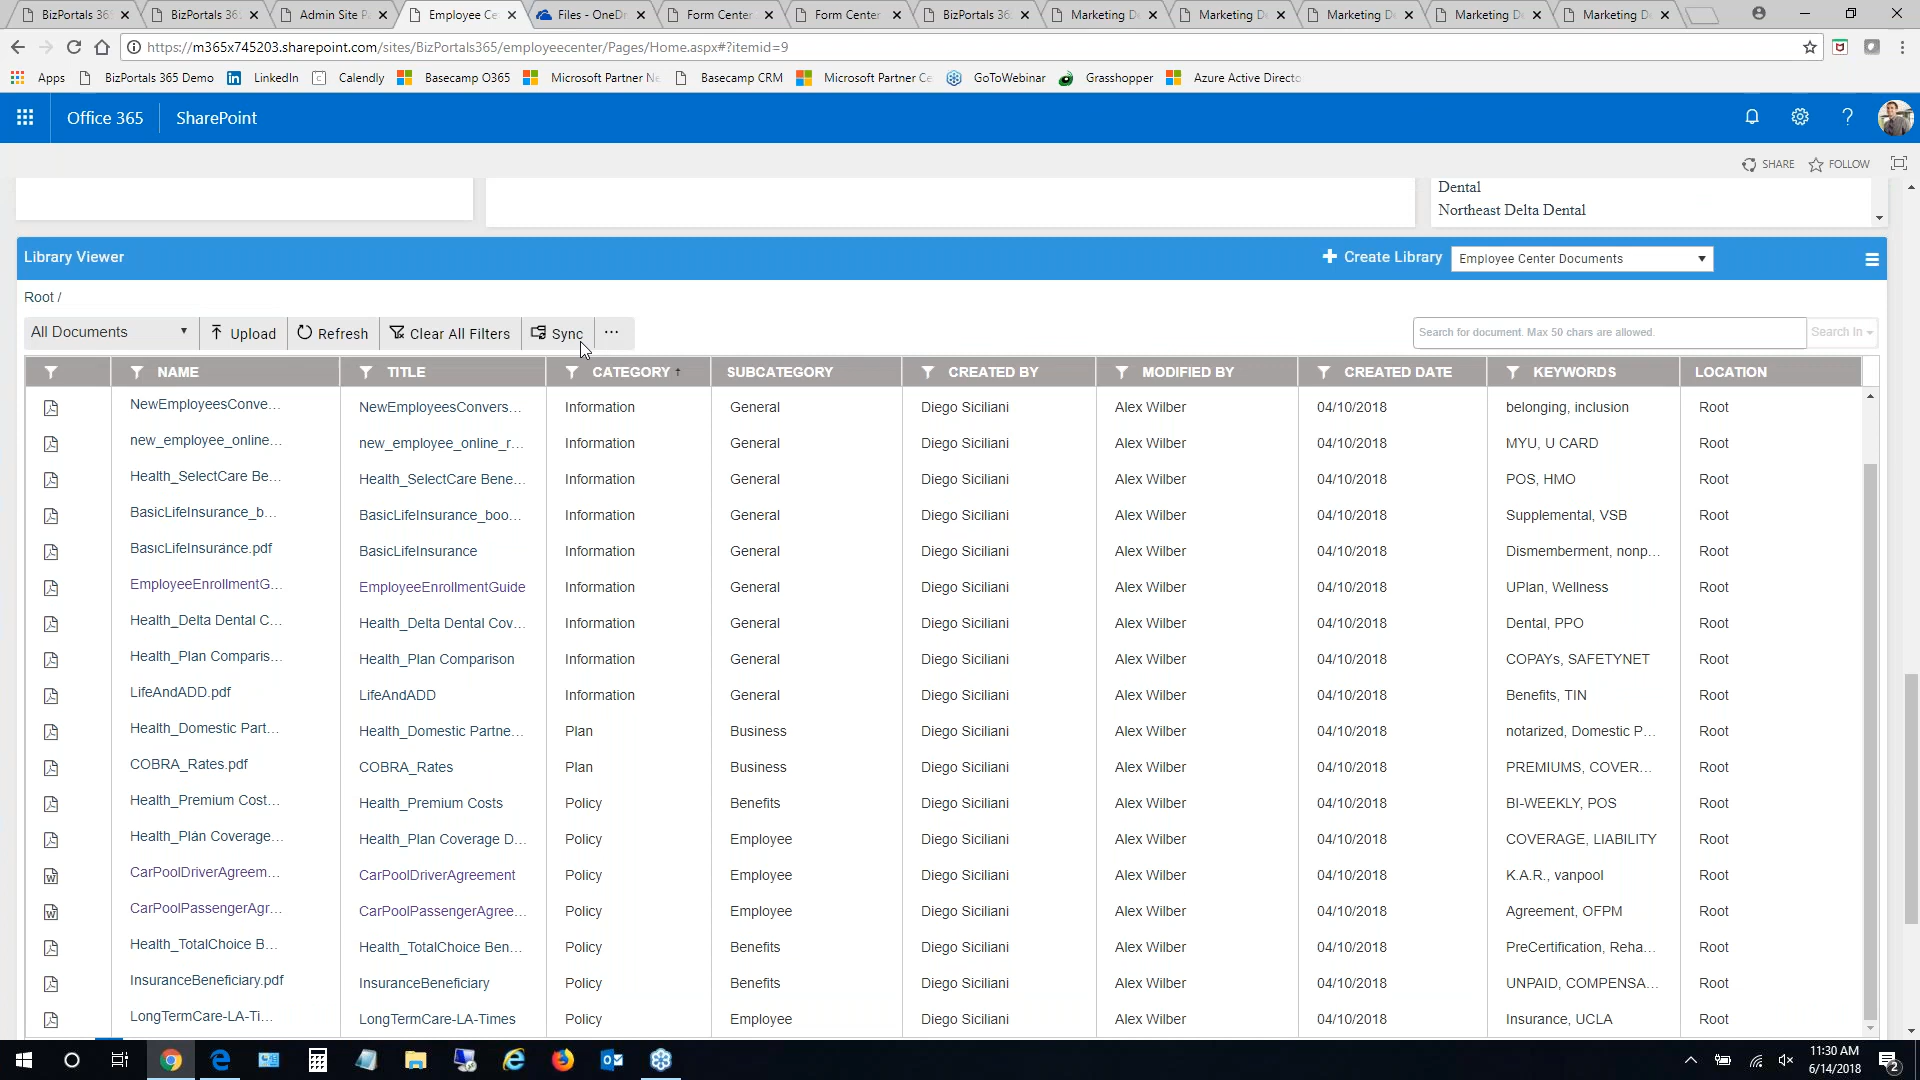 BizPortals 36
BizPortals 36
Admin Site P
Employee Ce
Files - OneDr
Form Center
Form Center
BizPortals 36
Marketing D
Marketing D
Marketing D
Marketing D
Marketing D
https://m365x745203.sharepoint.com/sites/BizPortals365/employeecenter/Pages/Home.aspx#?itemid=9
Apps BizPortals 365 Demo LinkedIn Calendly Basecamp O365 Microsoft Partner Ne Basecamp CRM Microsoft Partner Ce GoToWebinar Grasshopper Azure Active Directo
Office 365 SharePoint
SHARE FOLLOW
Dental
Northeast Delta Dental
Library Viewer Create Library Employee Center Documents
Root /
All Documents Upload Refresh Clear All Filters Sync ... Search for document. Max 50 chars are allowed. Search In
NAME TITLE CATEGORY ↑ SUBCATEGORY CREATED BY MODIFIED BY CREATED DATE KEYWORDS LOCATION
NewEmployeesConve... NewEmployeesConvers... Information General Diego Siciliani Alex Wilber 04/10/2018 belonging, inclusion Root
new_employee_online... new_employee_online_r... Information General Diego Siciliani Alex Wilber 04/10/2018 MYU, U CARD Root
Health_SelectCare Be... Health_SelectCare Bene... Information General Diego Siciliani Alex Wilber 04/10/2018 POS, HMO Root
BasicLifeInsurance_b... BasicLifeInsurance_boo... Information General Diego Siciliani Alex Wilber 04/10/2018 Supplemental, VSB Root
BasicLifeInsurance.pdf BasicLifeInsurance Information General Diego Siciliani Alex Wilber 04/10/2018 Dismemberment, nonp... Root
EmployeeEnrollmentG... EmployeeEnrollmentGuide Information General Diego Siciliani Alex Wilber 04/10/2018 UPlan, Wellness Root
Health_Delta Dental C... Health_Delta Dental Cov... Information General Diego Siciliani Alex Wilber 04/10/2018 Dental, PPO Root
Health_Plan Comparis... Health_Plan Comparison Information General Diego Siciliani Alex Wilber 04/10/2018 COPAYs, SAFETYNET Root
LifeAndADD.pdf LifeAndADD Information General Diego Siciliani Alex Wilber 04/10/2018 Benefits, TIN Root
Health_Domestic Part... Health_Domestic Partne... Plan Business Diego Siciliani Alex Wilber 04/10/2018 notarized, Domestic P... Root
COBRA_Rates.pdf COBRA_Rates Plan Business Diego Siciliani Alex Wilber 04/10/2018 PREMIUMS, COVER... Root
Health_Premium Cost... Health_Premium Costs Policy Benefits Diego Siciliani Alex Wilber 04/10/2018 BI-WEEKLY, POS Root
Health_Plan Coverage... Health_Plan Coverage D... Policy Employee Diego Siciliani Alex Wilber 04/10/2018 COVERAGE, LIABILITY Root
CarPoolDriverAgreem... CarPoolDriverAgreement Policy Employee Diego Siciliani Alex Wilber 04/10/2018 K.A.R., vanpool Root
CarPoolPassengerAgr... CarPoolPassengerAgree... Policy Employee Diego Siciliani Alex Wilber 04/10/2018 Agreement, OFPM Root
Health_TotalChoice B... Health_TotalChoice Ben... Policy Benefits Diego Siciliani Alex Wilber 04/10/2018 PreCertification, Reha... Root
InsuranceBeneficiary.pdf InsuranceBeneficiary Policy Benefits Diego Siciliani Alex Wilber 04/10/2018 UNPAID, COMPENSA... Root
LongTermCare-LA-Ti... LongTermCare-LA-Times Policy Employee Diego Siciliani Alex Wilber 04/10/2018 Insurance, UCLA Root
11:30 AM
6/14/2018
2